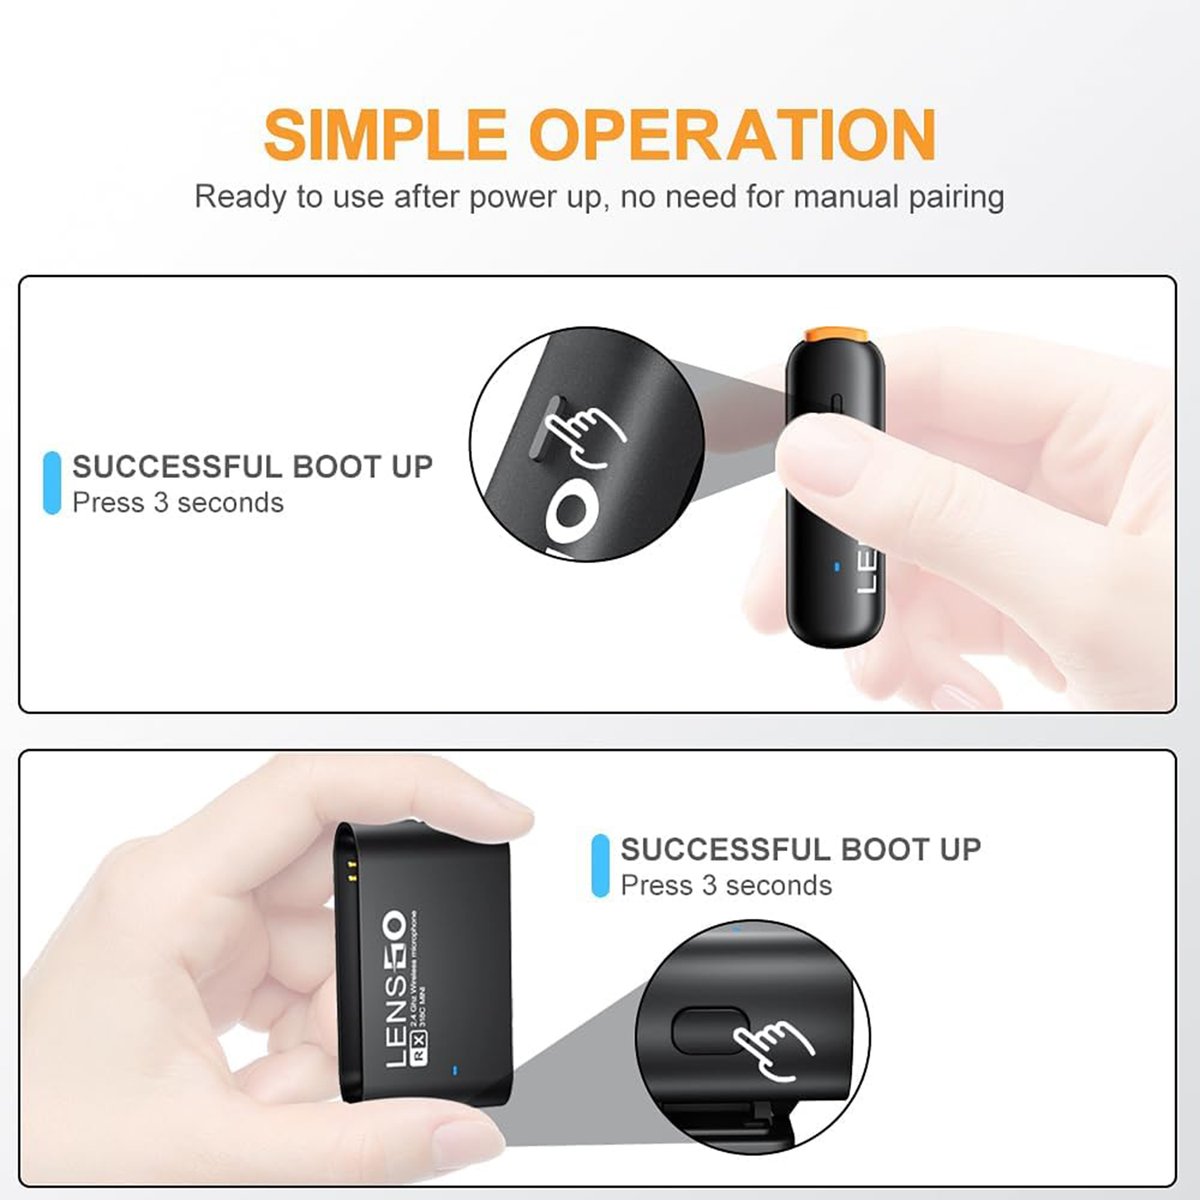 SIMPLE OPERATION
Ready to use after power up, no need for manual pairing
SUCCESSFUL BOOT UP
Press 3 seconds
O
LE
SUCCESSFUL BOOT UP
Press 3 seconds
LENSGO
RX 2.4 Ghz Wireless microphone
318C MINI